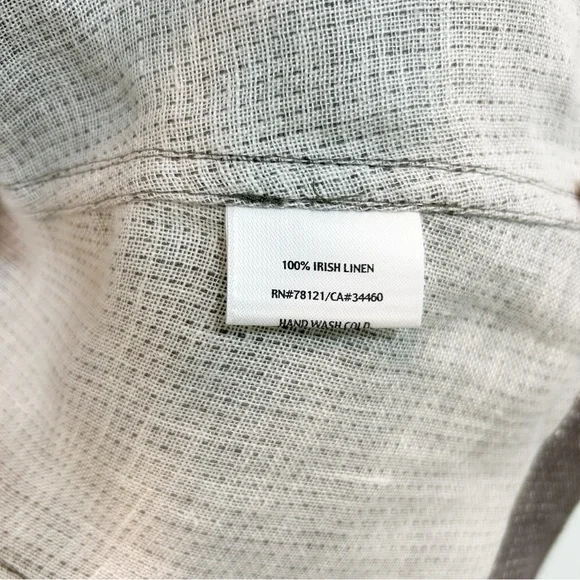 100% IRISH LINEN
RN#78121/CA#34460
HAND WASH COLD